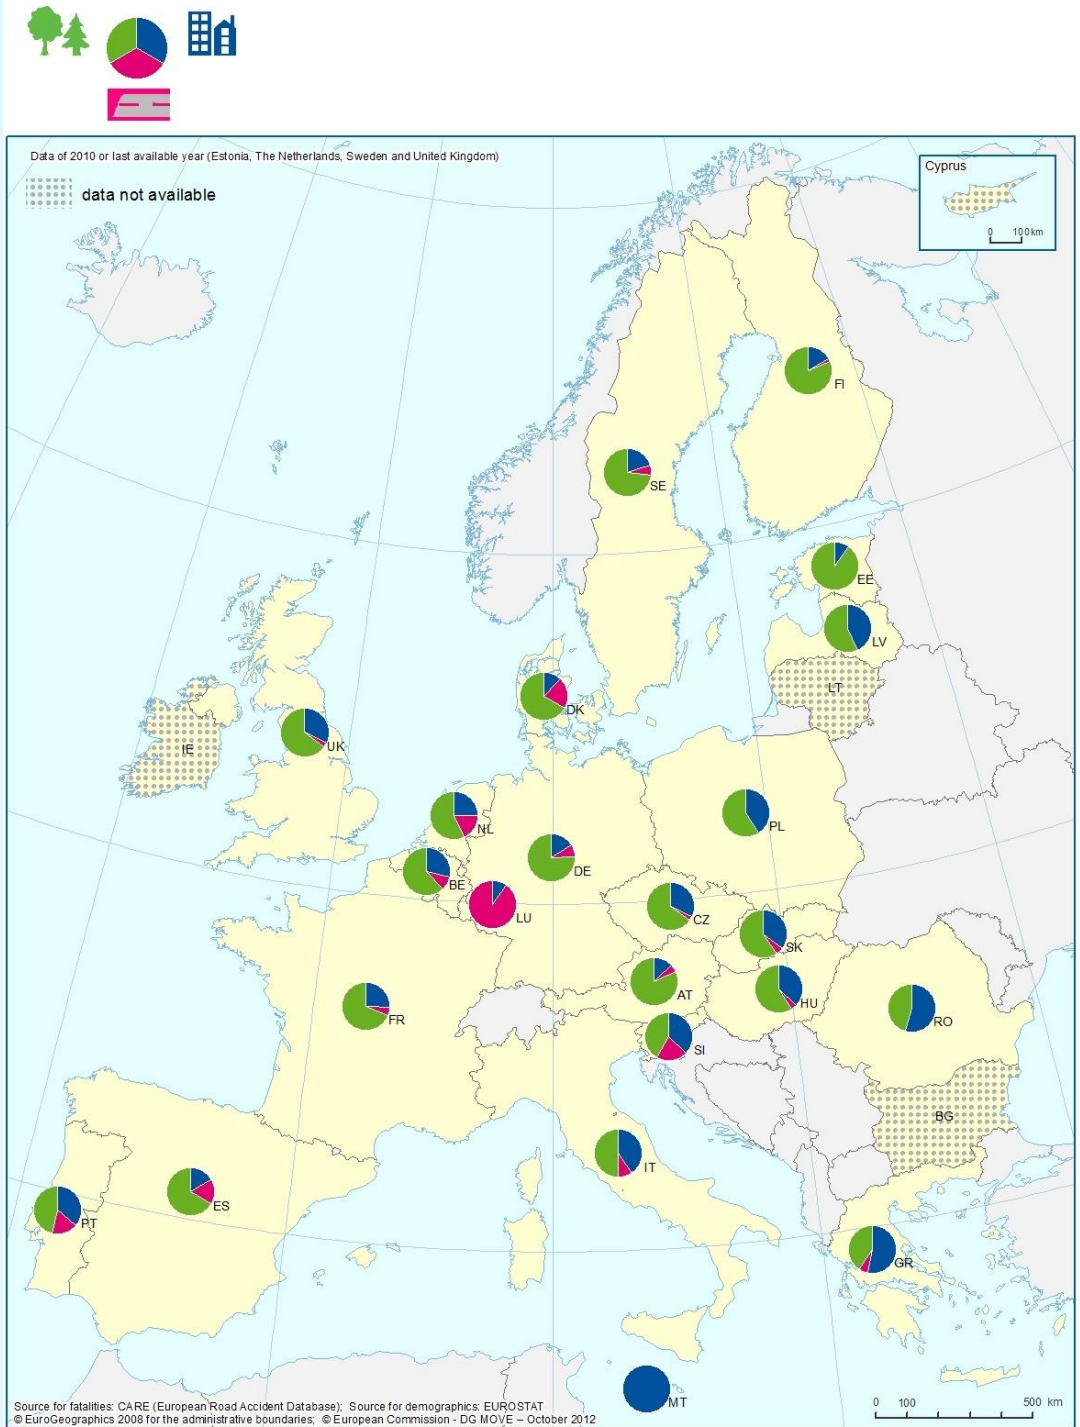 Data of 2010 or last available year (Estonia, The Netherlands, Sweden and United Kingdom)
data not available
Cyprus
0 100 km
FI
SE
EE
LV
LT
DK
IE
UK
NL
PL
DE
BE
LU
CZ
SK
AT
HU
FR
RO
SI
BG
IT
ES
PT
GR
MT
0 100 500 km
Source for fatalities: CARE (European Road Accident Database); Source for demographics: EUROSTAT
© EuroGeographics 2008 for the administrative boundaries; © European Commission - DG MOVE – October 2012